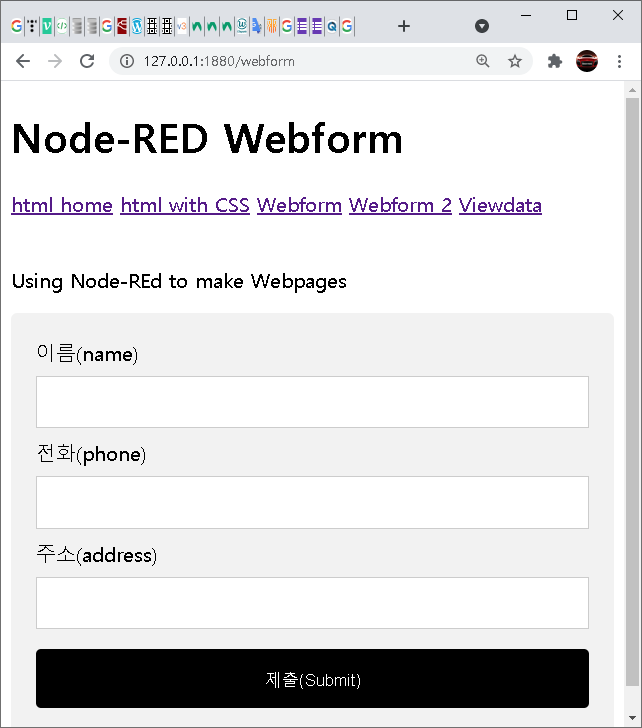 127.0.0.1:1880/webform
Node-RED Webform
html home html with CSS Webform Webform 2 Viewdata
Using Node-REd to make Webpages
이름(name)
전화(phone)
주소(address)
제출(Submit)